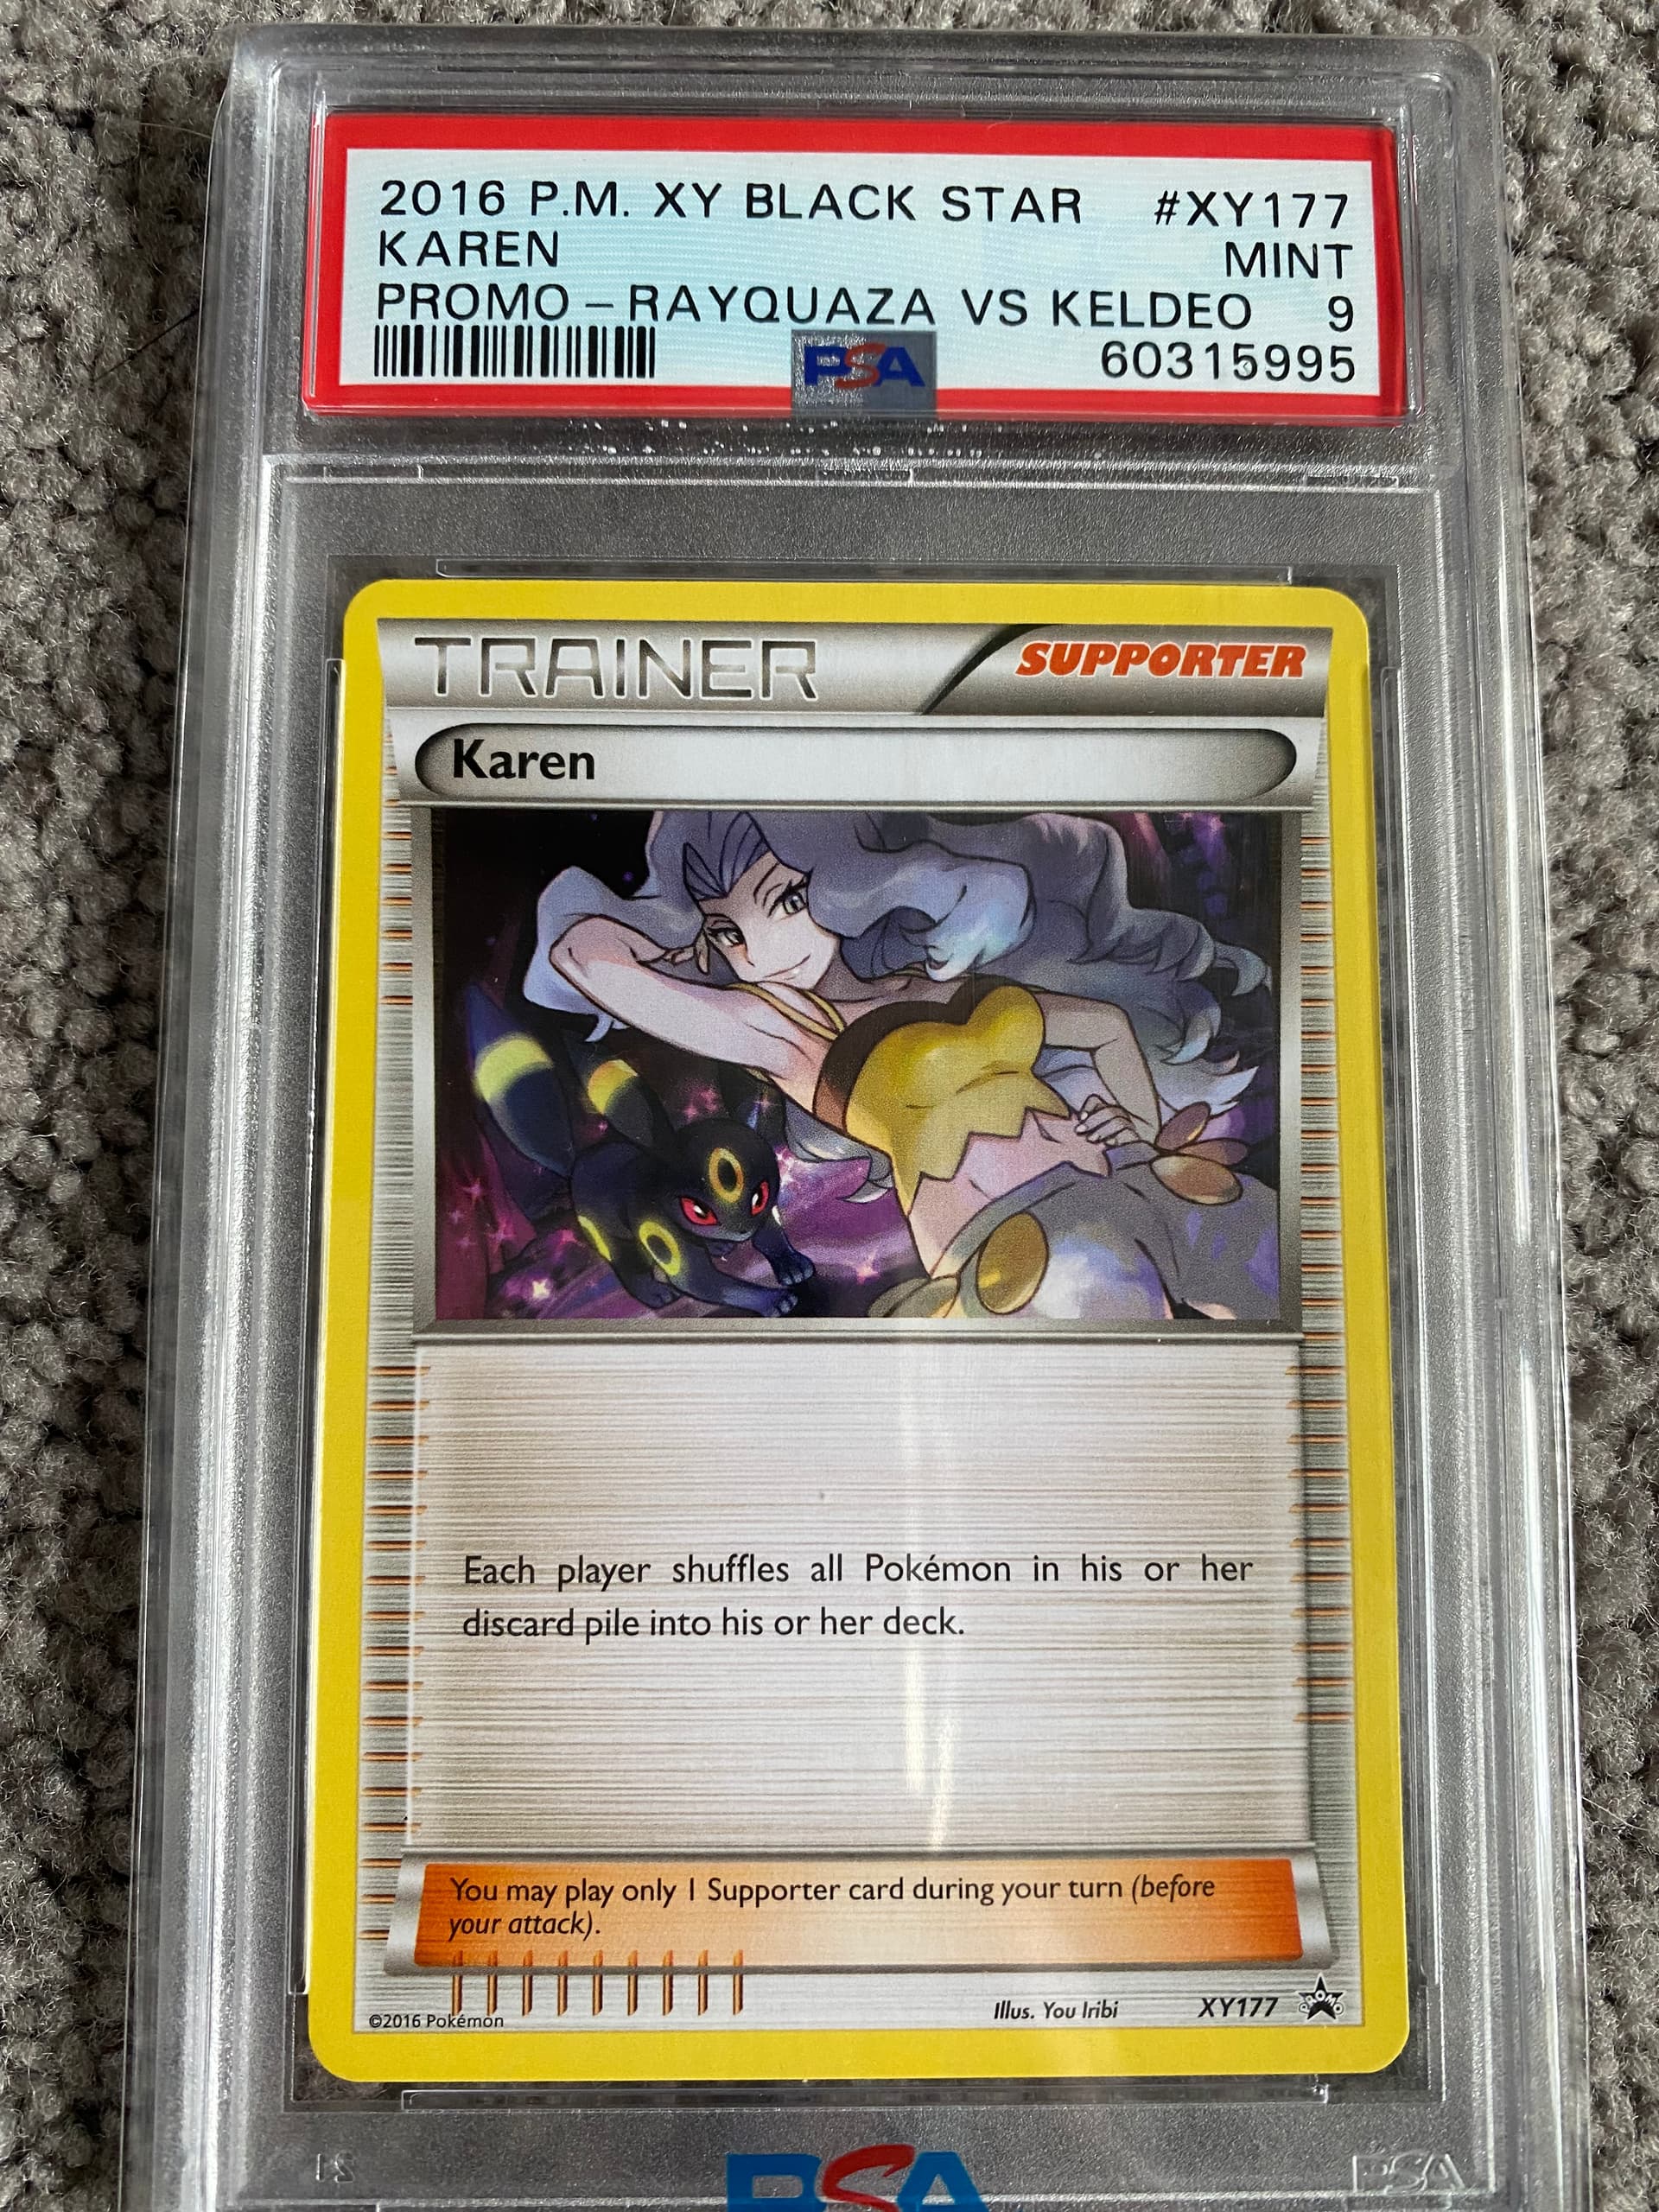 2016 P.M. XY BLACK STAR #XY177
KAREN MINT
PROMO - RAYQUAZA VS KELDEO 9
PSA 60315995
TRAINER SUPPORTER
Karen
Each player shuffles all Pokémon in his or her
discard pile into his or her deck.
You may play only 1 Supporter card during your turn (before
your attack).
©2016 Pokémon Illus. You Iribi XY177 PROMO
PSA
PSA